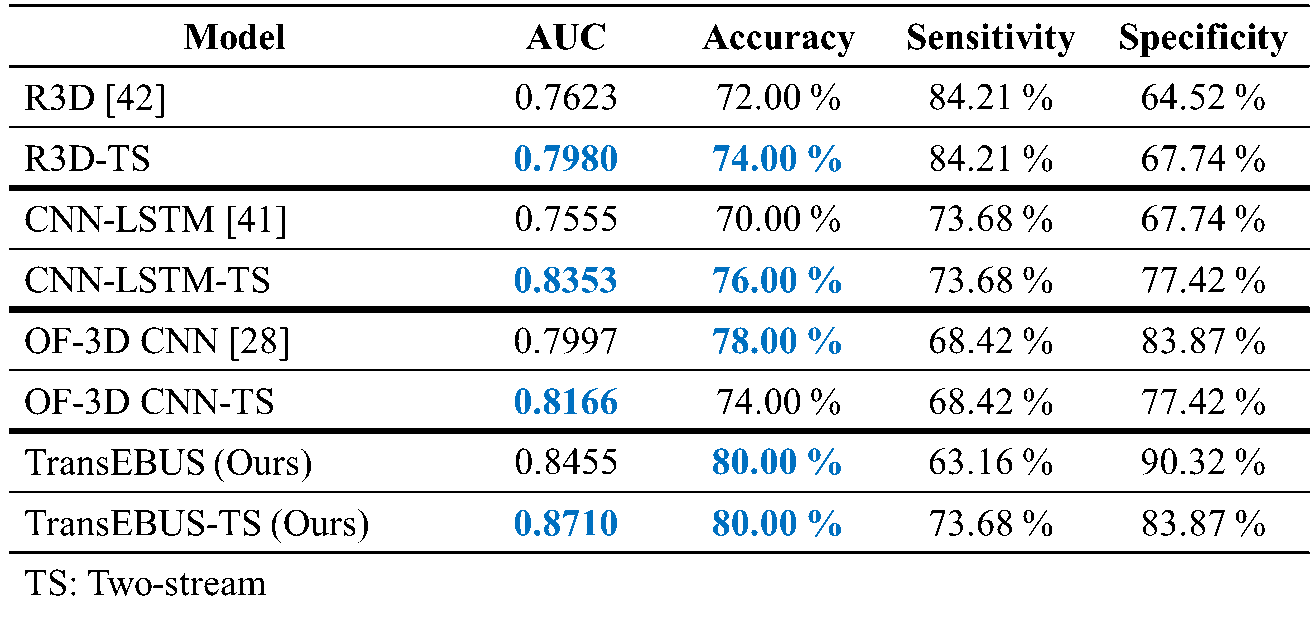 Model AUC Accuracy Sensitivity Specificity
R3D [42] 0.7623 72.00 % 84.21 % 64.52 %
R3D-TS 0.7980 74.00 % 84.21 % 67.74 %
CNN-LSTM [41] 0.7555 70.00 % 73.68 % 67.74 %
CNN-LSTM-TS 0.8353 76.00 % 73.68 % 77.42 %
OF-3D CNN [28] 0.7997 78.00 % 68.42 % 83.87 %
OF-3D CNN-TS 0.8166 74.00 % 68.42 % 77.42 %
TransEBUS (Ours) 0.8455 80.00 % 63.16 % 90.32 %
TransEBUS-TS (Ours) 0.8710 80.00 % 73.68 % 83.87 %
TS: Two-stream